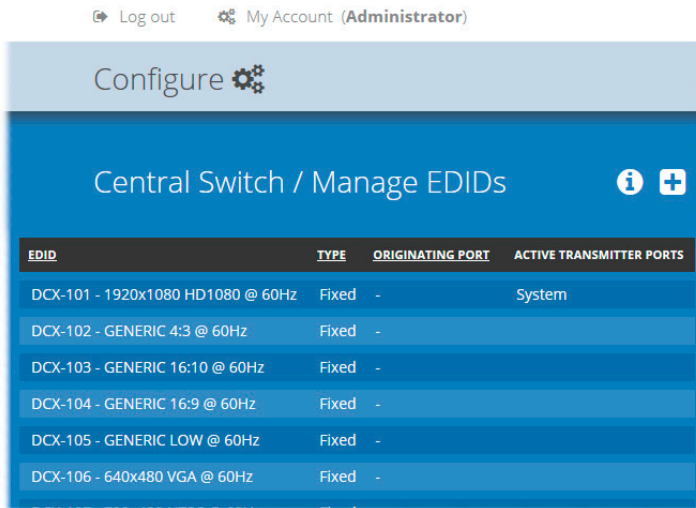 Log out My Account (Administrator)
Configure
Central Switch / Manage EDIDs
EDID TYPE ORIGINATING PORT ACTIVE TRANSMITTER PORTS
DCX-101 - 1920x1080 HD1080 @ 60Hz Fixed - System
DCX-102 - GENERIC 4:3 @ 60Hz Fixed -
DCX-103 - GENERIC 16:10 @ 60Hz Fixed -
DCX-104 - GENERIC 16:9 @ 60Hz Fixed -
DCX-105 - GENERIC LOW @ 60Hz Fixed -
DCX-106 - 640x480 VGA @ 60Hz Fixed -